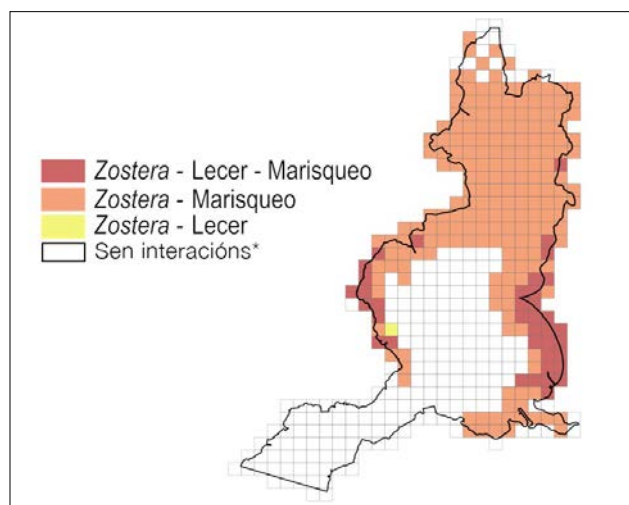 Zostera - Lecer - Marisqueo
Zostera - Marisqueo
Zostera - Lecer
Sen interacións*